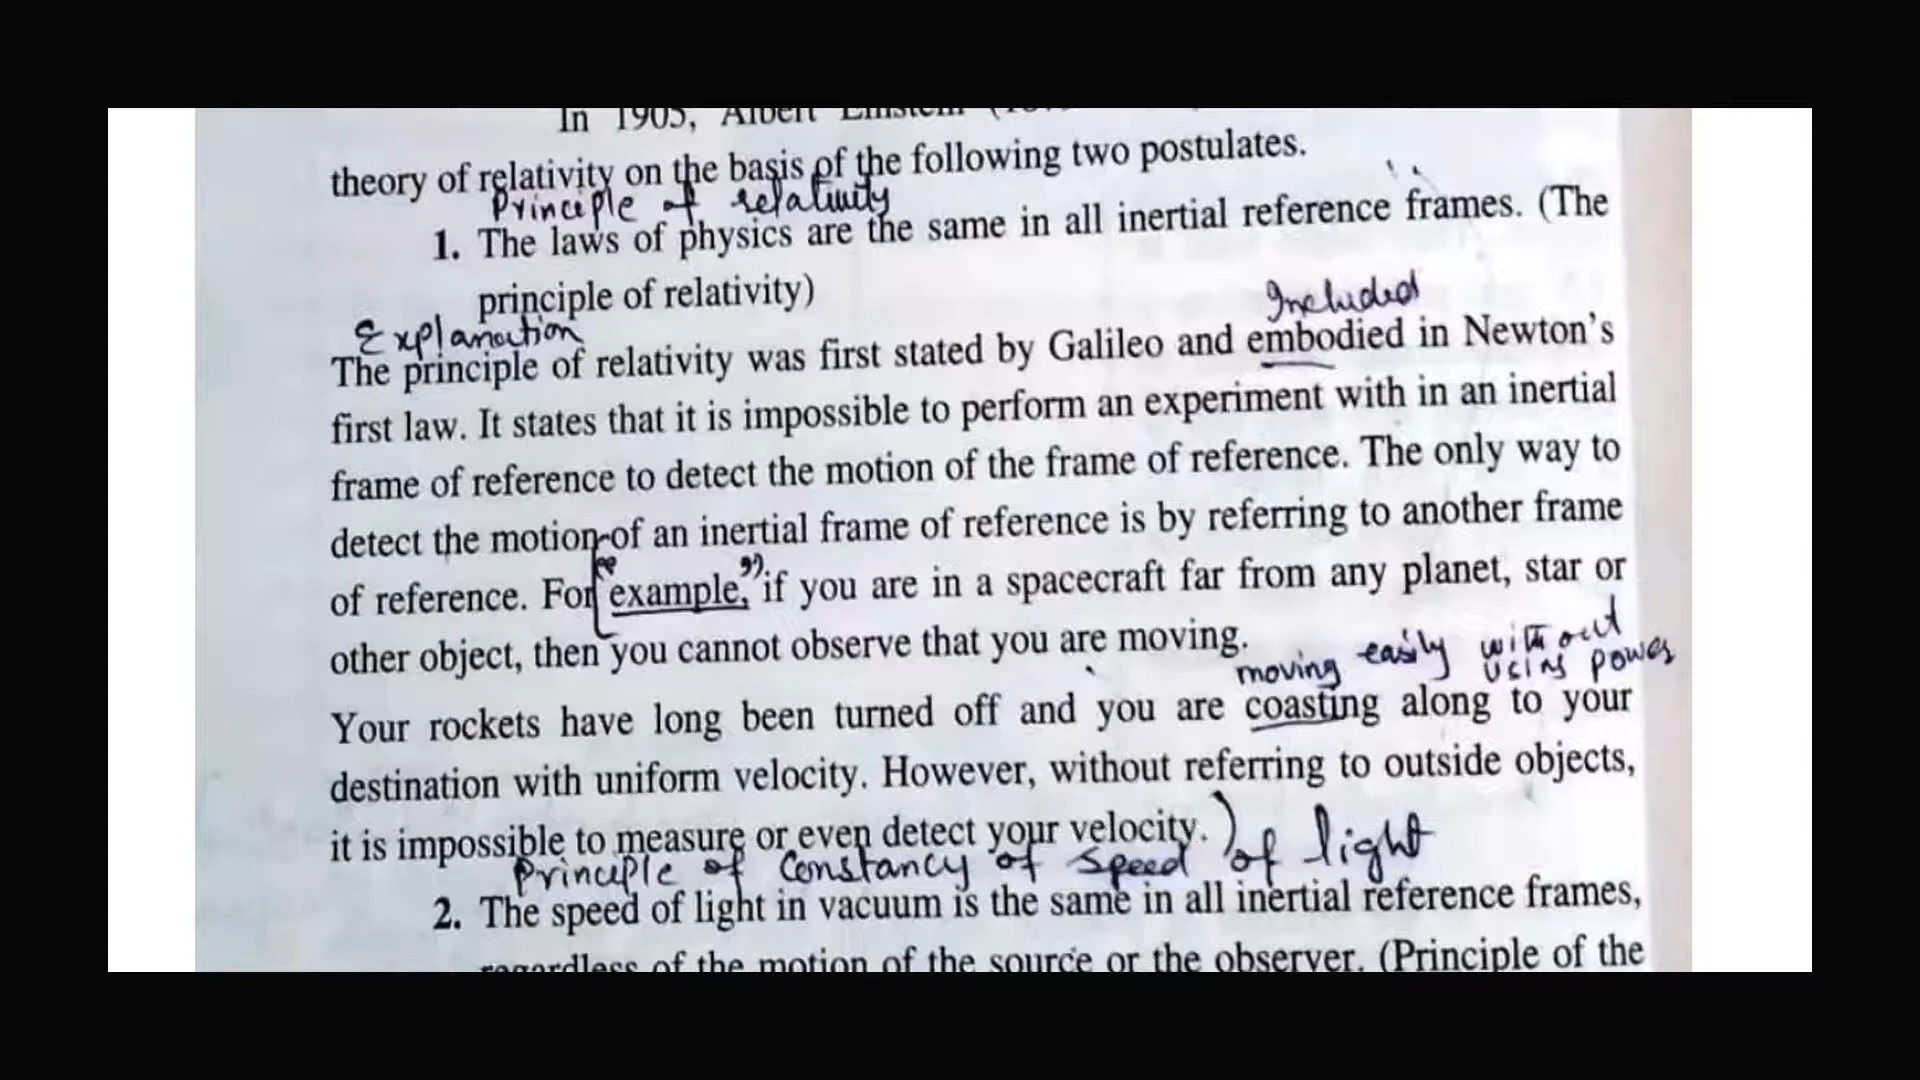 In 1905, Albert Einstein
theory of relativity on the basis of the following two postulates.
Principle of relativity
1. The laws of physics are the same in all inertial reference frames. (The
principle of relativity)
Included
Explanation
The principle of relativity was first stated by Galileo and embodied in Newton's
first law. It states that it is impossible to perform an experiment with in an inertial
frame of reference to detect the motion of the frame of reference. The only way to
detect the motion of an inertial frame of reference is by referring to another frame
of reference. For "example," if you are in a spacecraft far from any planet, star or
other object, then you cannot observe that you are moving.
moving easily without using power
Your rockets have long been turned off and you are coasting along to your
destination with uniform velocity. However, without referring to outside objects,
it is impossible to measure or even detect your velocity.)
Principle of Constancy of speed of light
2. The speed of light in vacuum is the same in all inertial reference frames,
regardless of the motion of the source or the observer. (Principle of the